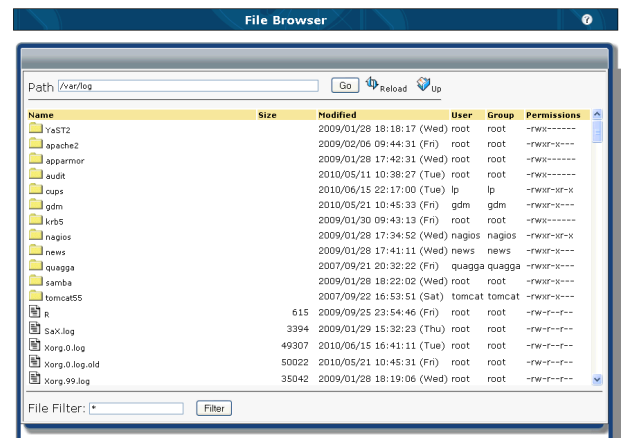 File Browser ?
Path /var/log Go Reload Up
Name Size Modified User Group Permissions
YaST2 2009/01/28 18:18:17 (Wed) root root -rwx------
apache2 2009/02/06 09:44:31 (Fri) root root -rwxr-x---
apparmor 2009/01/28 17:42:31 (Wed) root root -rwx------
audit 2010/05/11 10:38:27 (Tue) root root -rwx------
cups 2010/06/15 22:17:00 (Tue) lp lp -rwxr-xr-x
gdm 2010/05/21 10:45:33 (Fri) gdm gdm -rwxr-x---
krb5 2009/01/30 09:43:13 (Fri) root root -rwx------
nagios 2009/01/28 17:34:52 (Wed) nagios nagios -rwxr-xr-x
news 2009/01/28 17:41:11 (Wed) news news -rwxr-x---
quagga 2007/09/21 20:32:22 (Fri) quagga quagga -rwxr-x---
samba 2009/01/28 18:22:02 (Wed) root root -rwxr-x---
tomcat55 2007/09/22 16:53:51 (Sat) tomcat tomcat -rwxr-x---
R 615 2009/09/25 23:54:46 (Fri) root root -rw-r--r--
SaX.log 3394 2009/01/29 15:32:23 (Thu) root root -rw-r--r--
Xorg.0.log 49307 2010/06/15 16:41:11 (Tue) root root -rw-r--r--
Xorg.0.log.old 50022 2010/05/21 10:45:31 (Fri) root root -rw-r--r--
Xorg.99.log 35042 2009/01/28 18:19:06 (Wed) root root -rw-r--r--
File Filter: * Filter